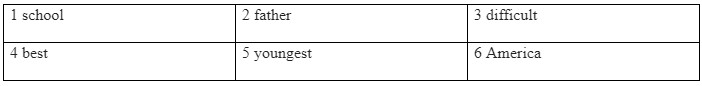 1 school 2 father 3 difficult
4 best 5 youngest 6 America